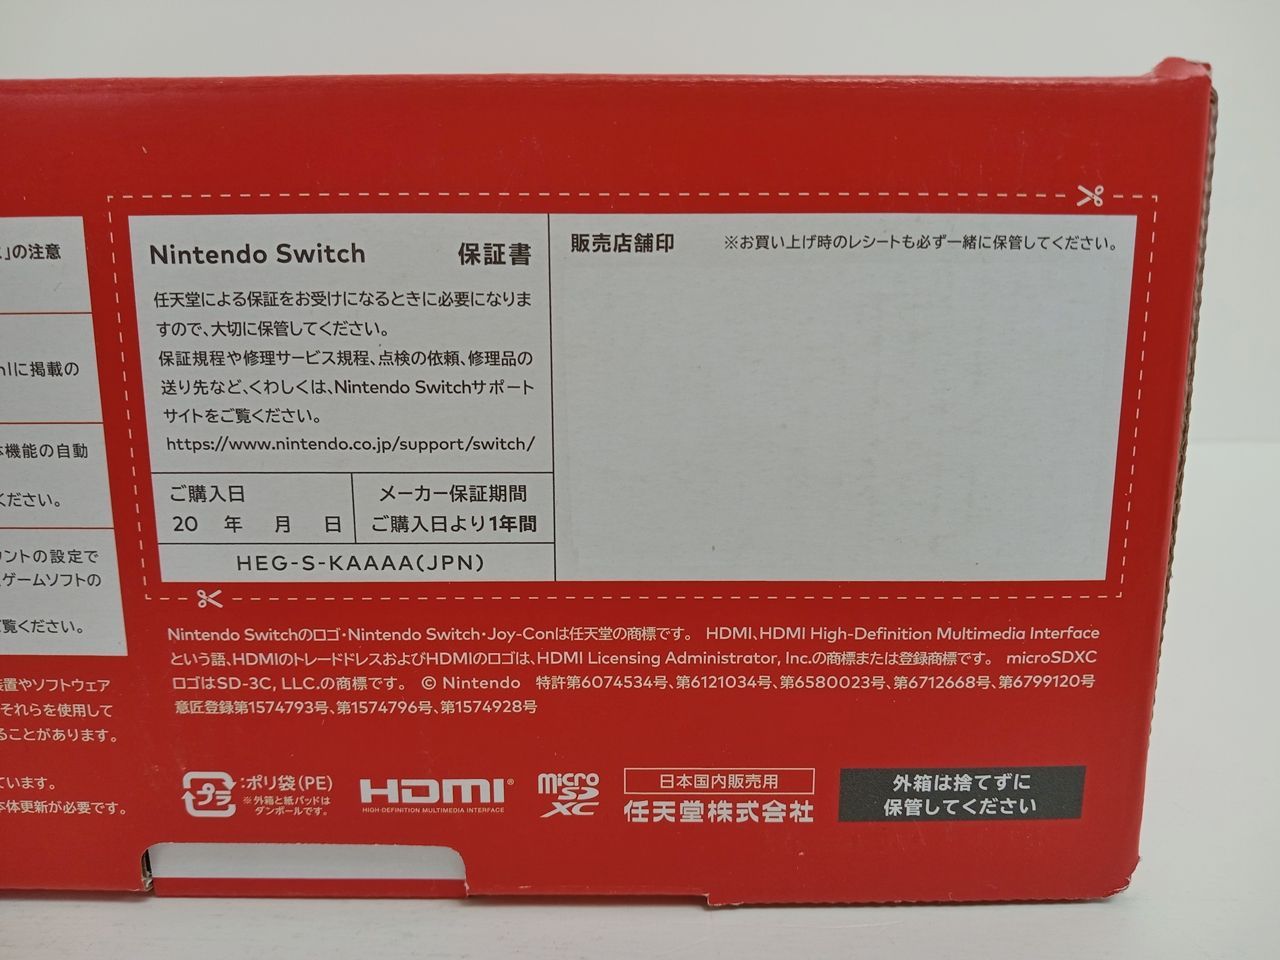 」の注意
に掲載の
機能の自動
ください。
ントの設定で
ゲームソフトの
覧ください。
装置やソフトウェア
それらを使用して
ることがあります。
ています。
本体更新が必要です。
Nintendo Switch 保証書
任天堂による保証をお受けになるときに必要になりま
すので、大切に保管してください。
保証規程や修理サービス規程、点検の依頼、修理品の
送り先など、くわしくは、Nintendo Switchサポート
サイトをご覧ください。
https://www.nintendo.co.jp/support/switch/
ご購入日
20 年 月 日
メーカー保証期間
ご購入日より1年間
HEG-S-KAAAA(JPN)
販売店舗印 ※お買い上げ時のレシートも必ず一緒に保管してください。
Nintendo Switchのロゴ・Nintendo Switch・Joy-Conは任天堂の商標です。 HDMI、HDMI High-Definition Multimedia Interface
という語、HDMIのトレードドレスおよびHDMIのロゴは、HDMI Licensing Administrator, Inc.の商標または登録商標です。 microSDXC
ロゴはSD-3C, LLC.の商標です。 © Nintendo 特許第6074534号、第6121034号、第6580023号、第6712668号、第6799120号
意匠登録第1574793号、第1574796号、第1574928号
プラ
:ポリ袋(PE)
※外箱と紙パッドは
ダンボールです。
HDMI®
HIGH-DEFINITION MULTIMEDIA INTERFACE
micro
SD
XC
日本国内販売用
任天堂株式会社
外箱は捨てずに
保管してください